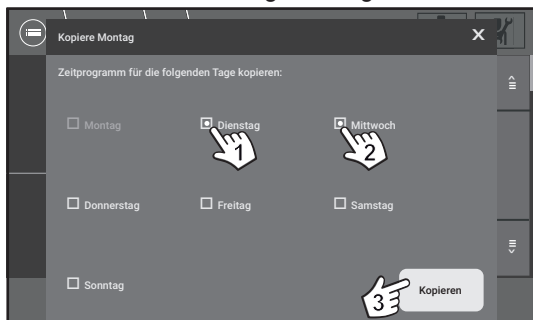 Kopiere Montag X
Zeitprogramm für die folgenden Tage kopieren:
Montag Dienstag Mittwoch
1 2
Donnerstag Freitag Samstag
Sonntag Kopieren
3